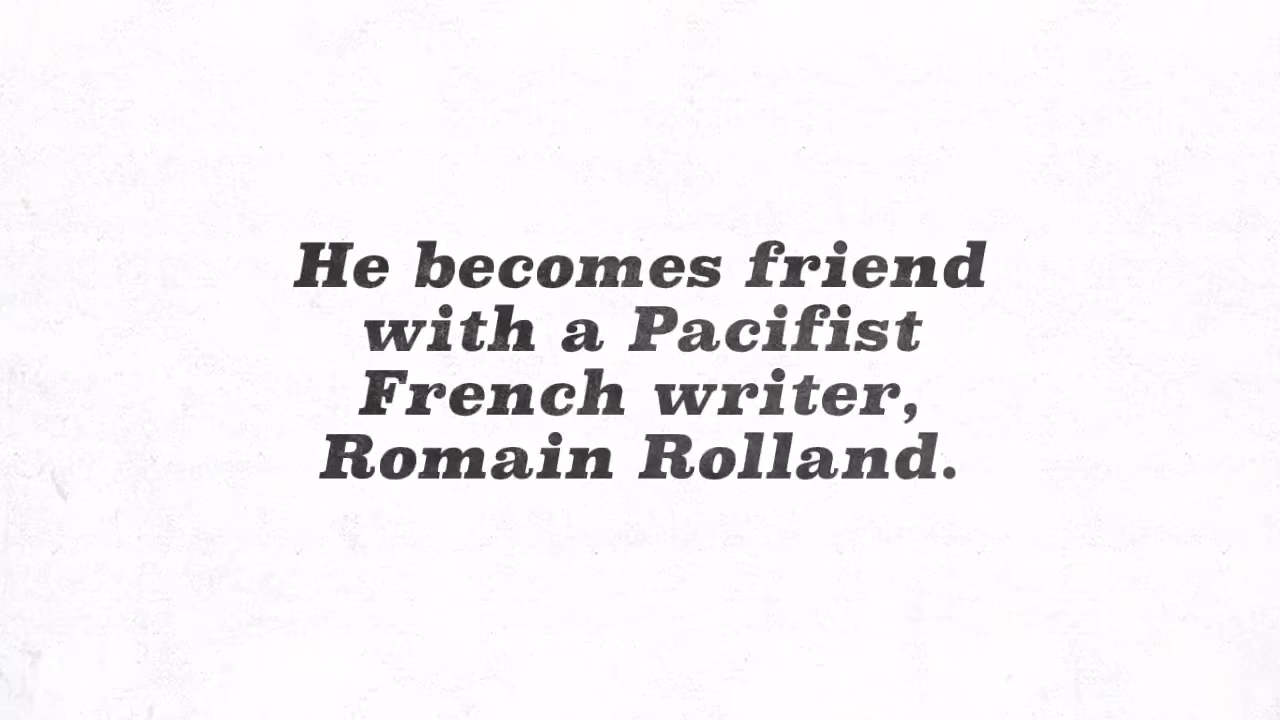 He becomes friend
with a Pacifist
French writer,
Romain Rolland.